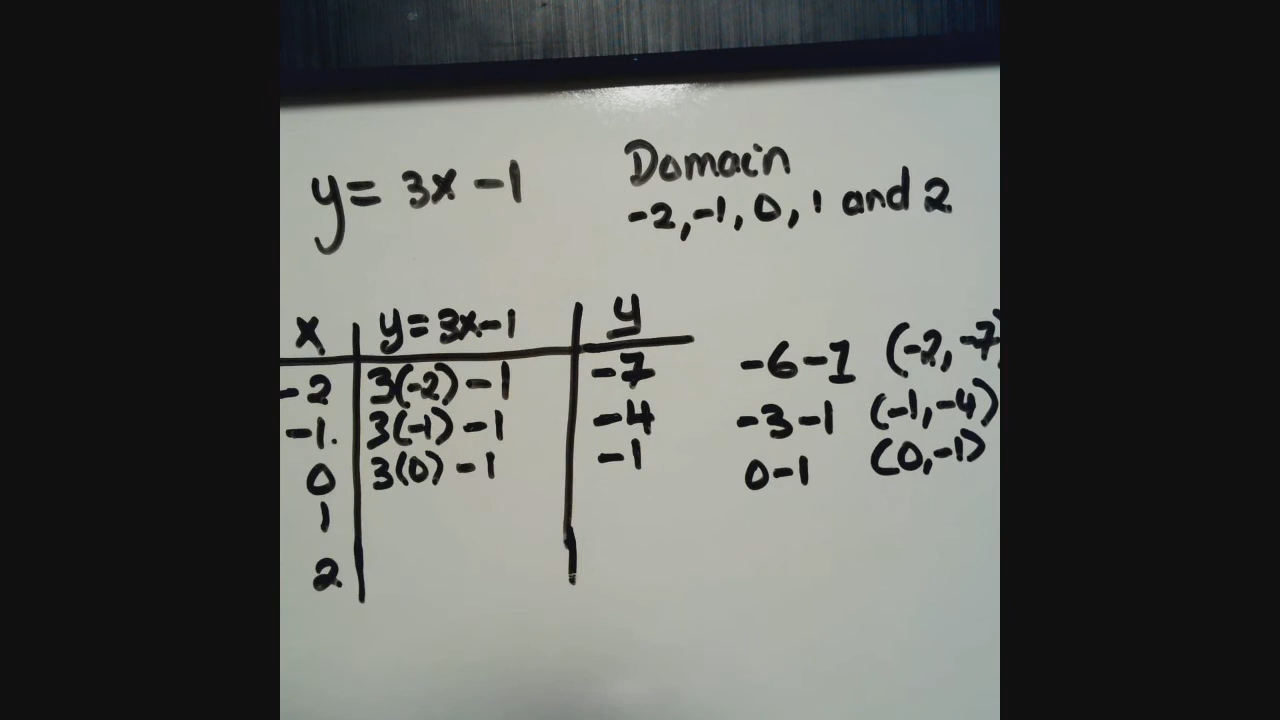 y = 3x - 1
Domain
-2, -1, 0, 1 and 2
x y = 3x - 1 y
-2 3(-2) - 1 -7 -6 - 1 (-2, -7)
-1. 3(-1) - 1 -4 -3 - 1 (-1, -4)
0 3(0) - 1 -1 0 - 1 (0, -1)
1
2